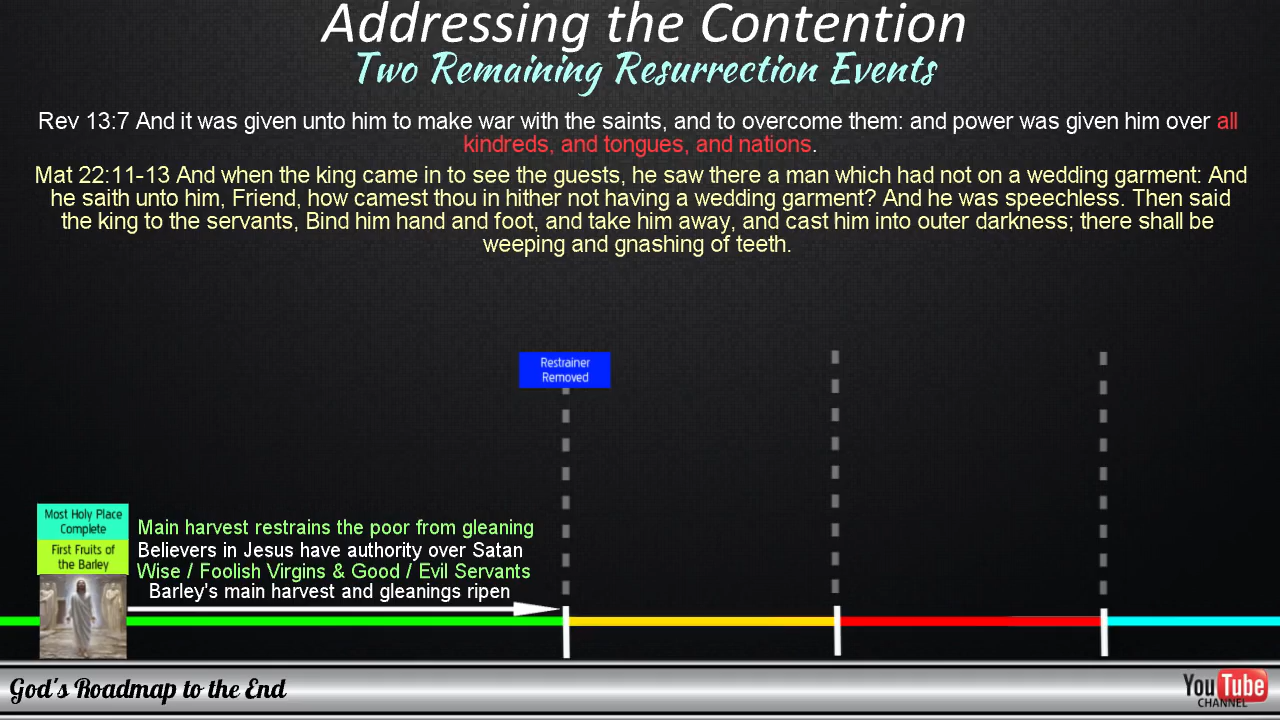 Addressing the Contention
Two Remaining Resurrection Events
Rev 13:7 And it was given unto him to make war with the saints, and to overcome them: and power was given him over all
kindreds, and tongues, and nations.
Mat 22:11-13 And when the king came in to see the guests, he saw there a man which had not on a wedding garment: And
he saith unto him, Friend, how camest thou in hither not having a wedding garment? And he was speechless. Then said
the king to the servants, Bind him hand and foot, and take him away, and cast him into outer darkness; there shall be
weeping and gnashing of teeth.
Restrainer
Removed
Most Holy Place
Complete
First Fruits of
the Barley
Main harvest restrains the poor from gleaning
Believers in Jesus have authority over Satan
Wise / Foolish Virgins & Good / Evil Servants
Barley's main harvest and gleanings ripen
God's Roadmap to the End
YouTube
CHANNEL